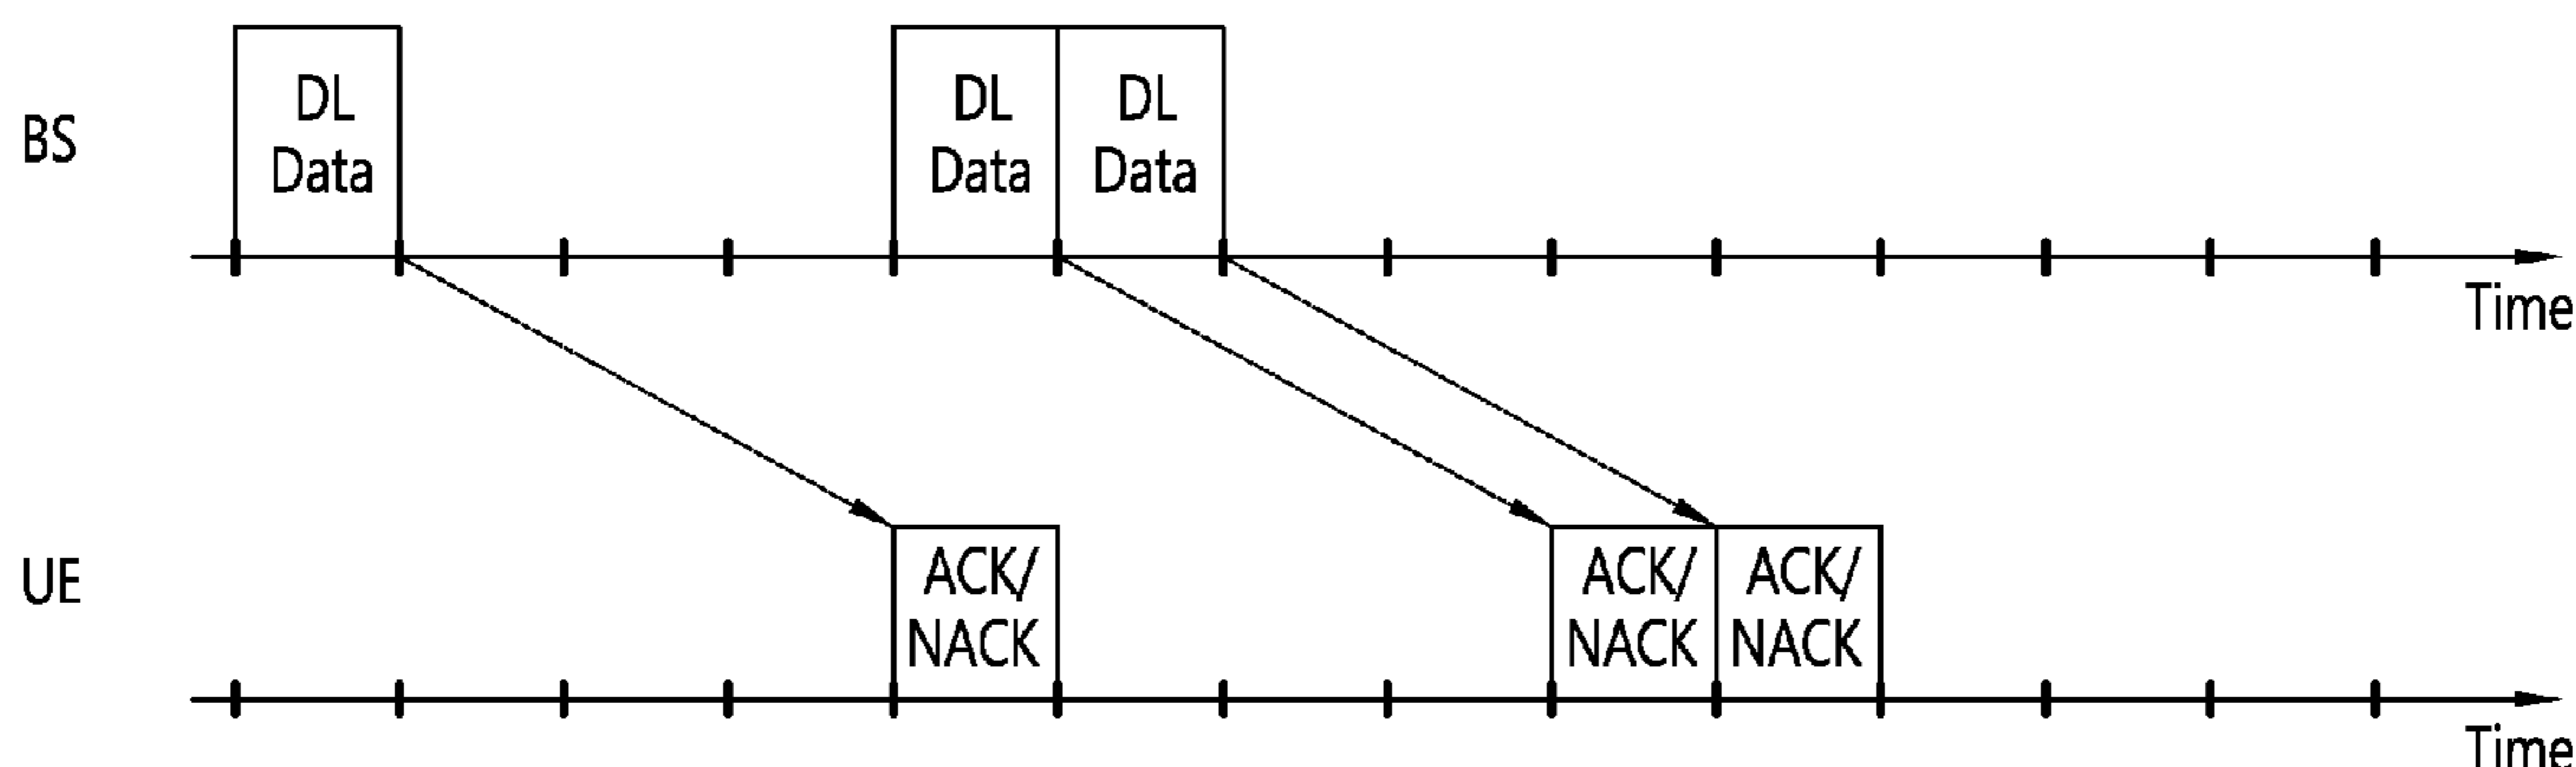 BS
DL
Data
DL
Data
DL
Data
Time
UE
ACK/
NACK
ACK/
NACK
ACK/
NACK
Time